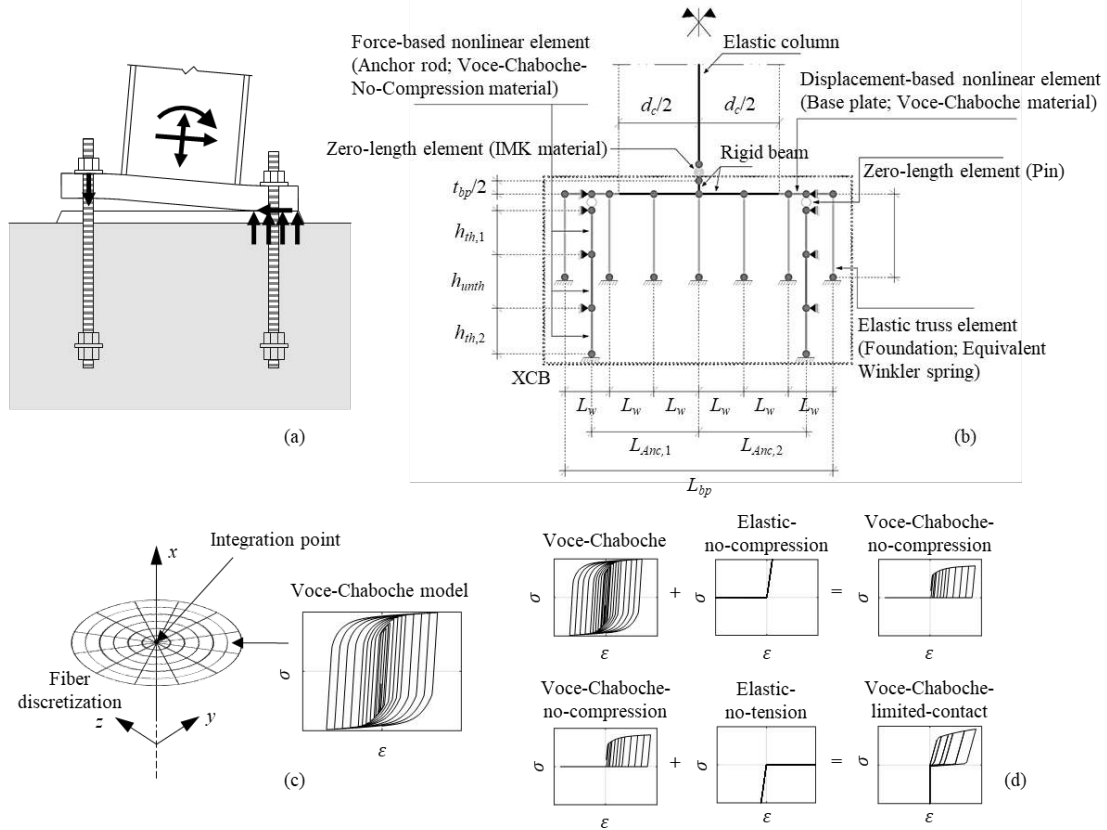 (a)
Force-based nonlinear element
(Anchor rod; Voce-Chaboche-
No-Compression material)
Elastic column
Displacement-based nonlinear element
(Base plate; Voce-Chaboche material)
d_c/2
d_c/2
Zero-length element (IMK material)
Rigid beam
Zero-length element (Pin)
t_bp/2
h_th,1
h_unth
h_th,2
XCB
Elastic truss element
(Foundation; Equivalent
Winkler spring)
L_w
L_w
L_w
L_w
L_w
L_w
L_Anc,1
L_Anc,2
L_bp
(b)
x
Integration point
Voce-Chaboche model
Fiber
discretization
z
y
σ
ε
(c)
Voce-Chaboche
Elastic-
no-compression
Voce-Chaboche-
no-compression
σ
+
σ
=
σ
ε
ε
ε
Voce-Chaboche-
no-compression
Elastic-
no-tension
Voce-Chaboche-
limited-contact
σ
+
σ
=
σ
ε
ε
ε
(d)